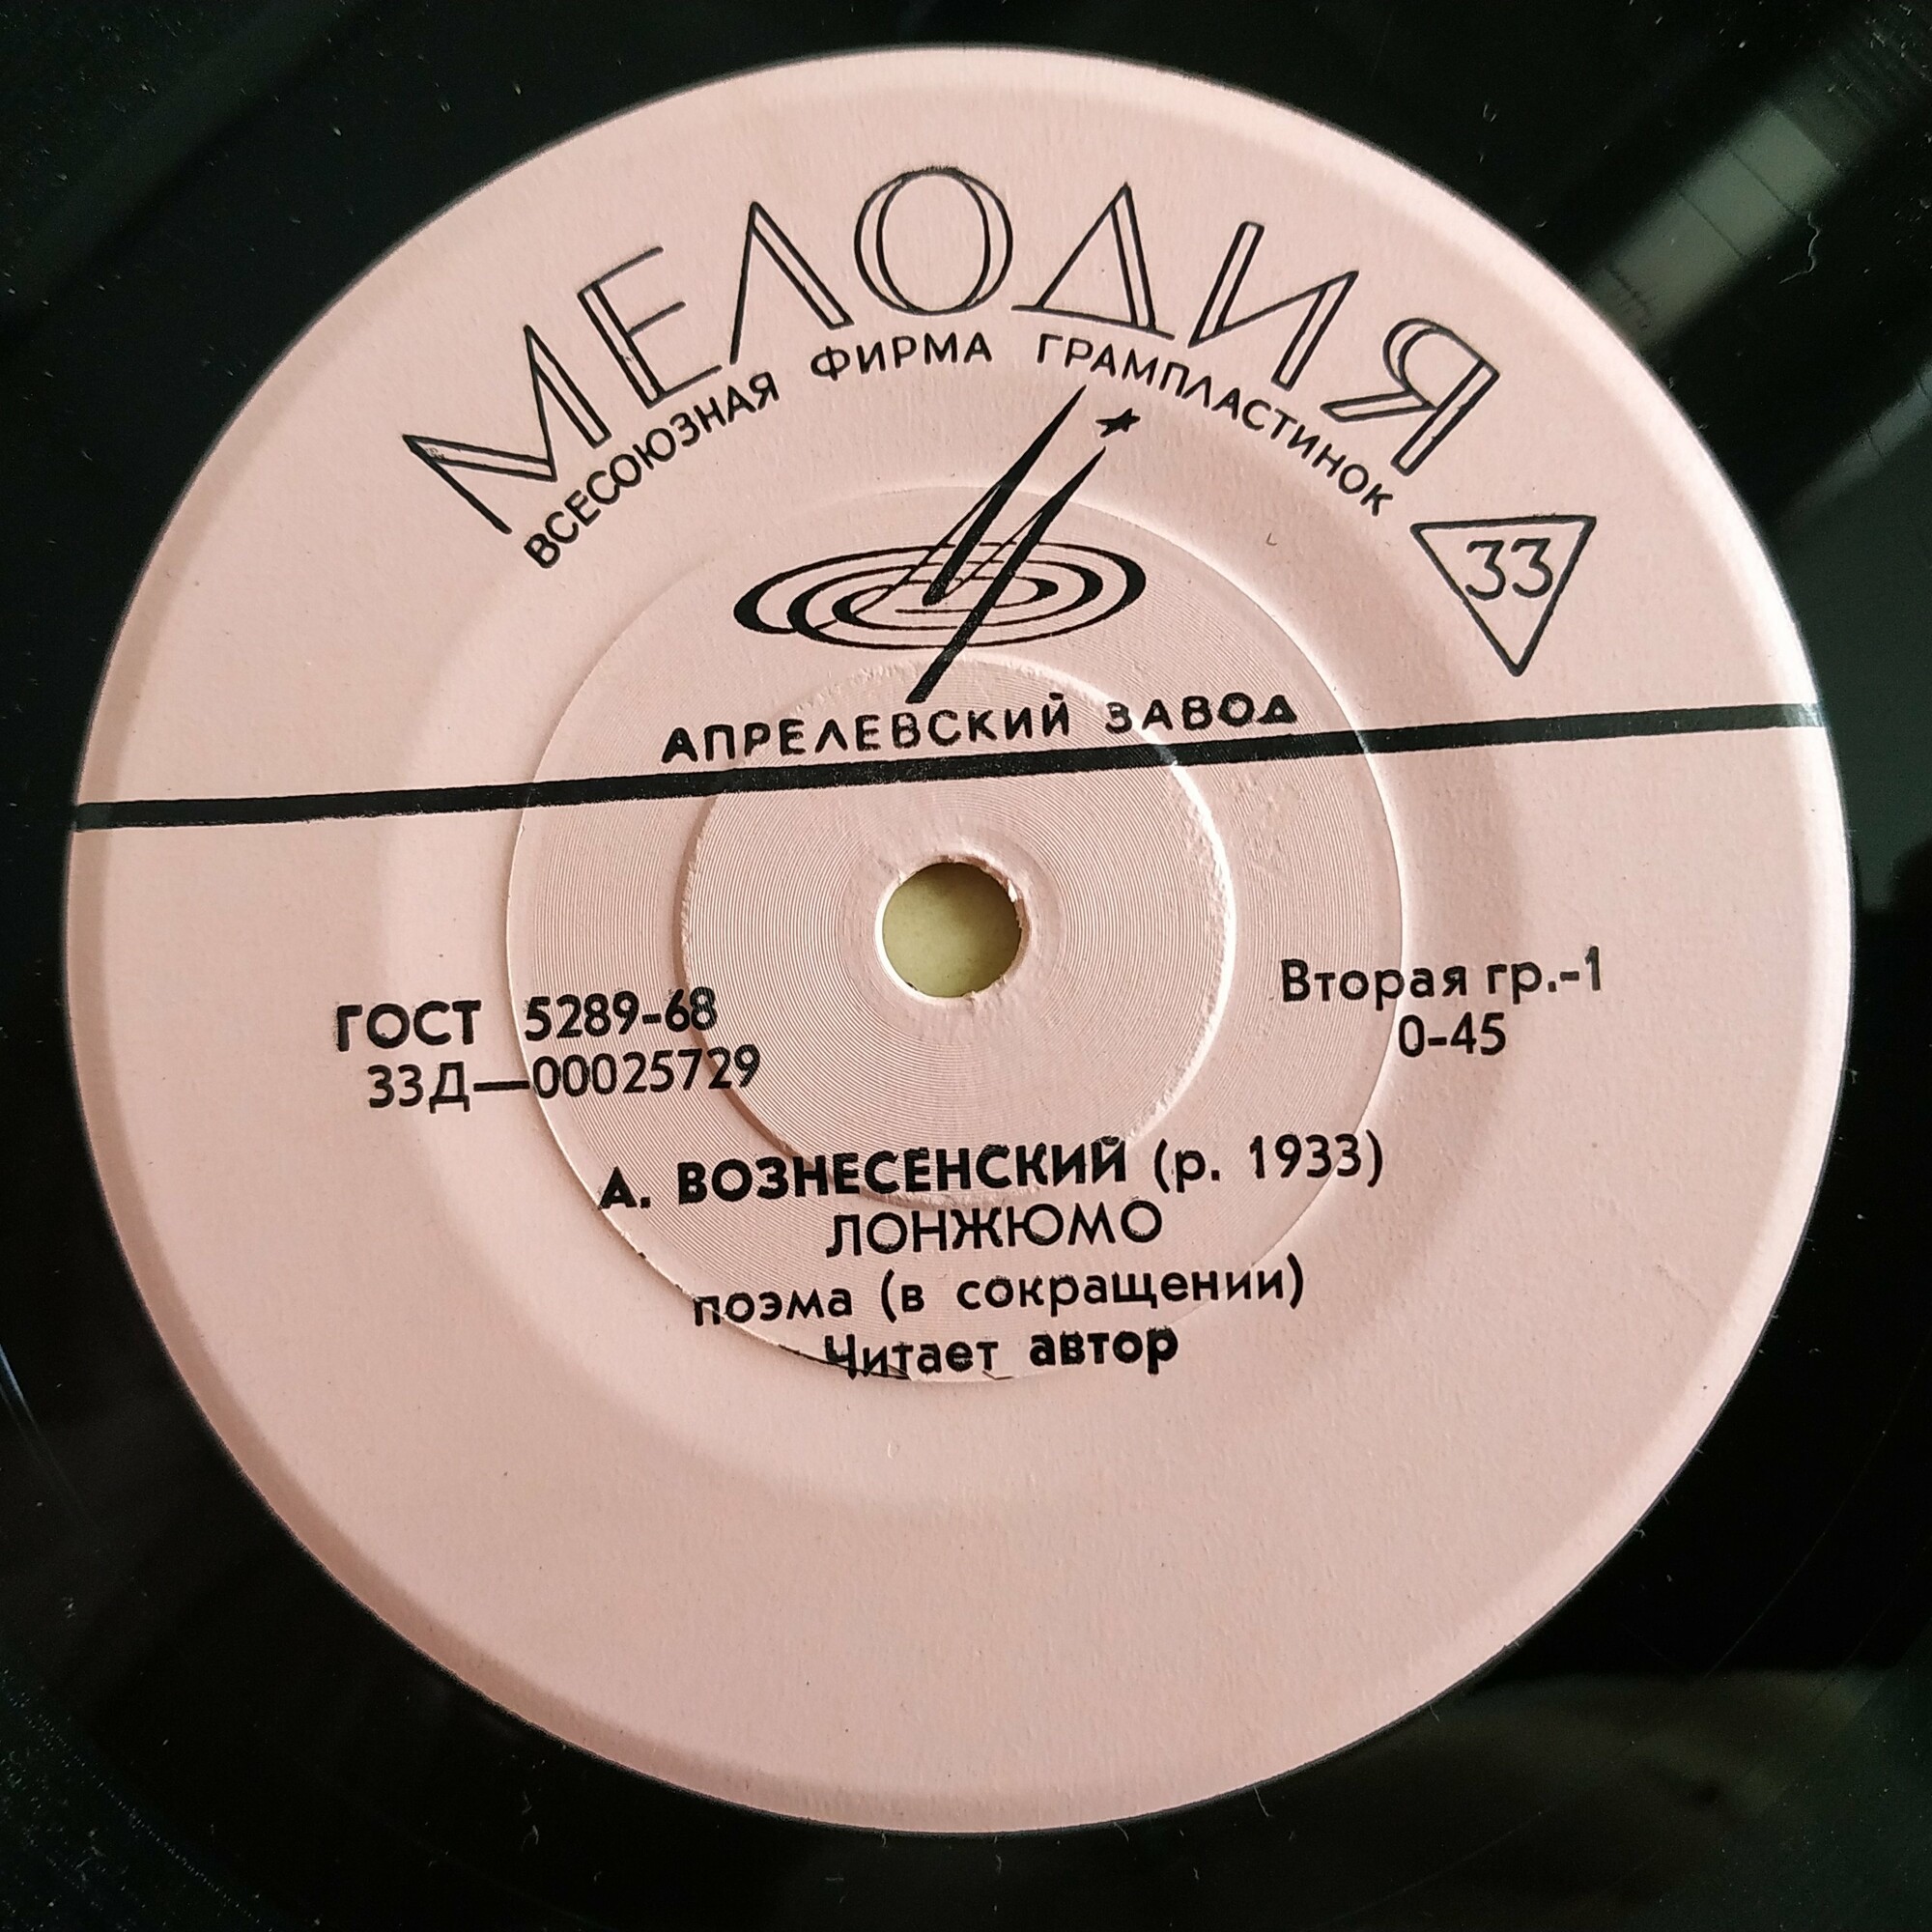 МЕЛОДИЯ
ВСЕСОЮЗНАЯ ФИРМА ГРАМПЛАСТИНОК
33
АПРЕЛЕВСКИЙ ЗАВОД
ГОСТ 5289-68
33Д—00025729
Вторая гр.-1
0-45
А. ВОЗНЕСЕНСКИЙ (р. 1933)
ЛОНЖЮМО
поэма (в сокращении)
Читает автор